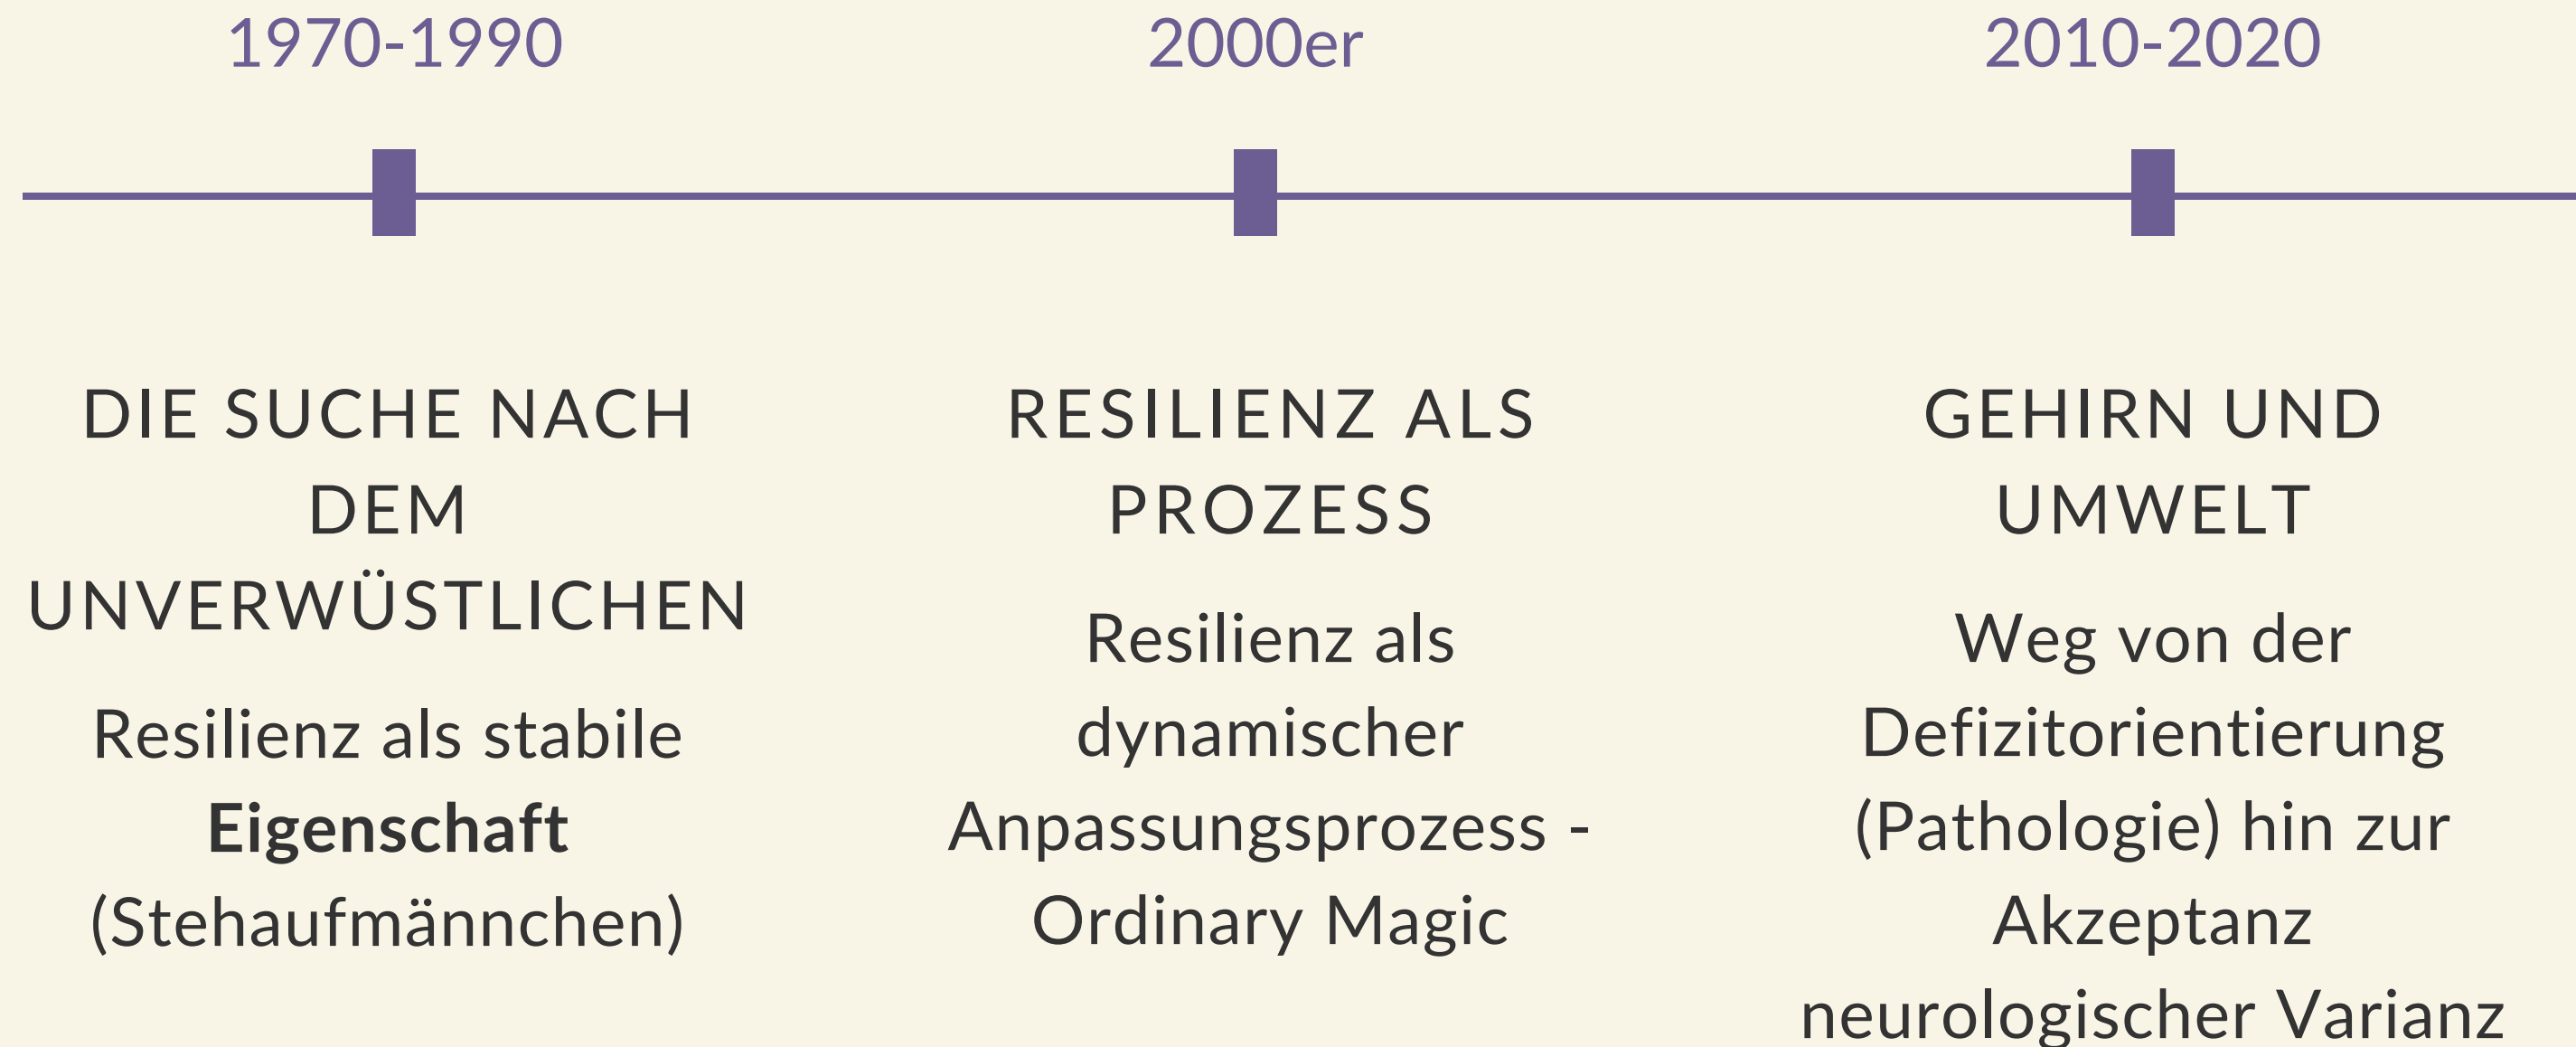 1970-1990
2000er
2010-2020
DIE SUCHE NACH
DEM
UNVERWÜSTLICHEN
Resilienz als stabile
Eigenschaft
(Stehaufmännchen)
RESILIENZ ALS
PROZESS
Resilienz als
dynamischer
Anpassungsprozess -
Ordinary Magic
GEHIRN UND
UMWELT
Weg von der
Defizitorientierung
(Pathologie) hin zur
Akzeptanz
neurologischer Varianz